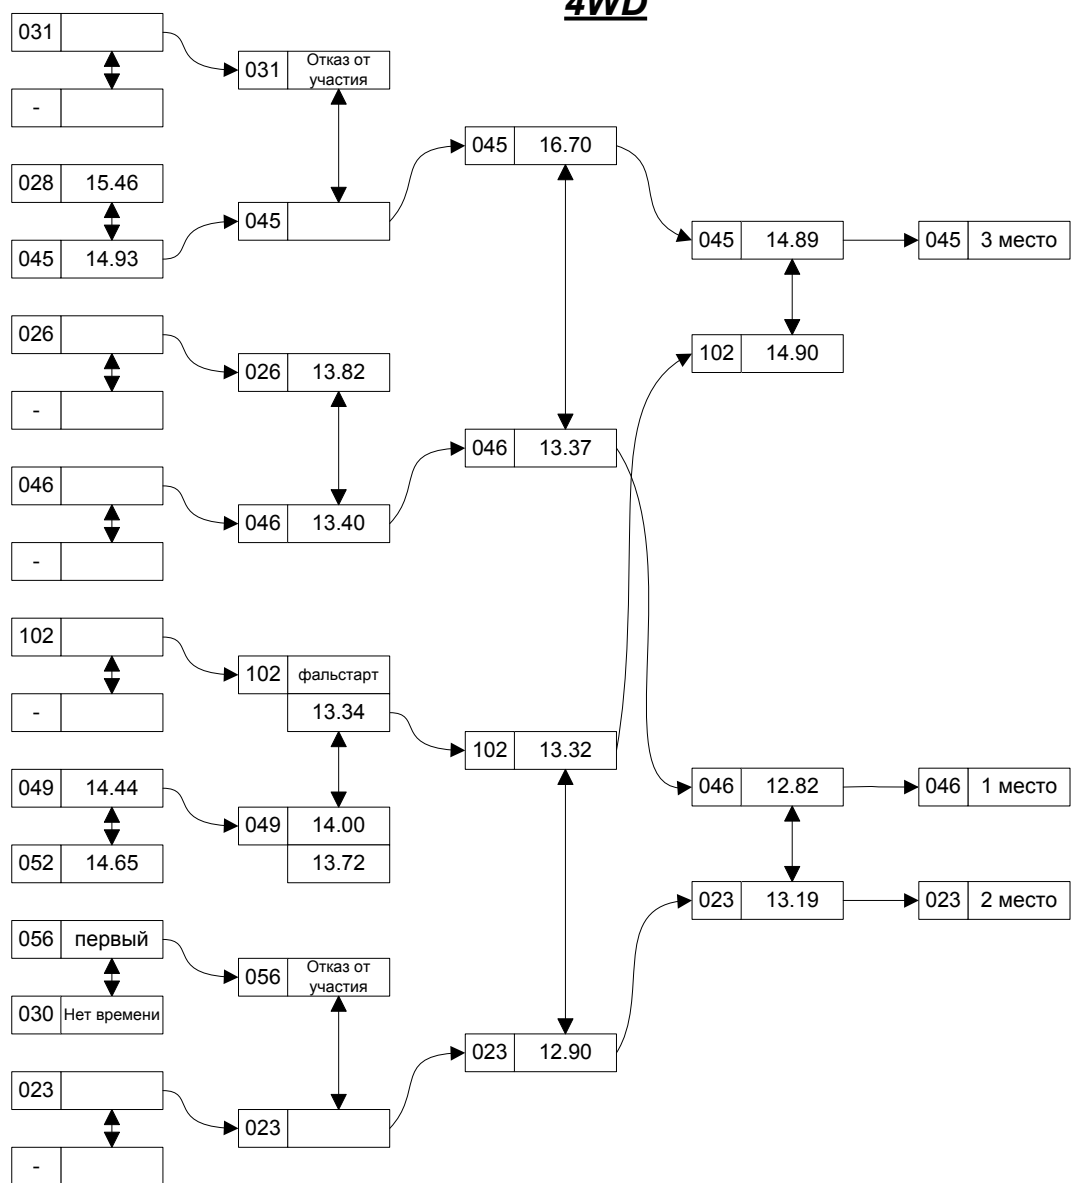 4WD
031
-
028 15.46
045 14.93
026
-
046
-
102
-
049 14.44
052 14.65
056 первый
030 Нет времени
023
-
031 Отказ от
участия
045
026 13.82
046 13.40
102 фальстарт
13.34
049 14.00
13.72
056 Отказ от
участия
023
045 16.70
046 13.37
102 13.32
023 12.90
045 14.89
102 14.90
046 12.82
023 13.19
045 3 место
046 1 место
023 2 место